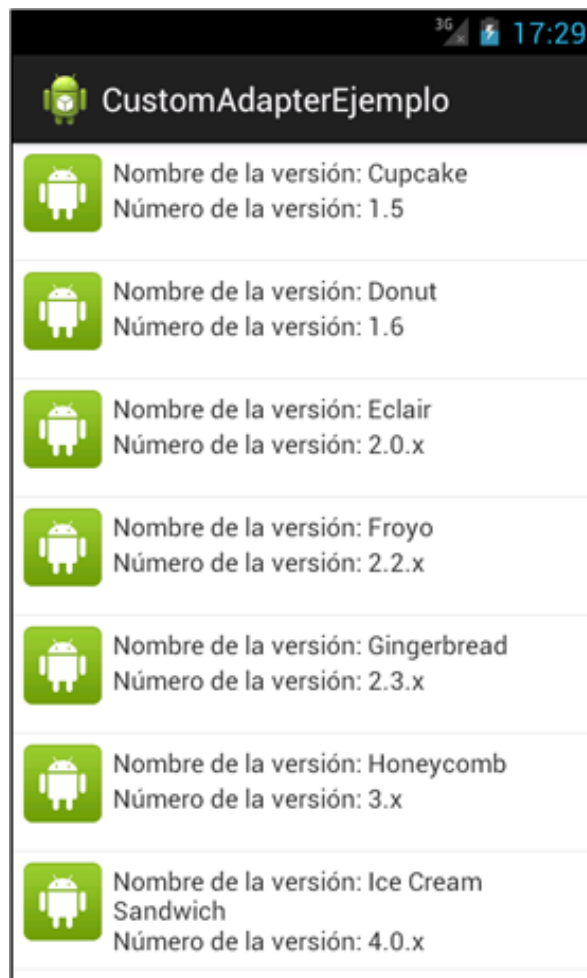 3G 17:29
CustomAdapterEjemplo
Nombre de la versión: Cupcake
Número de la versión: 1.5
Nombre de la versión: Donut
Número de la versión: 1.6
Nombre de la versión: Eclair
Número de la versión: 2.0.x
Nombre de la versión: Froyo
Número de la versión: 2.2.x
Nombre de la versión: Gingerbread
Número de la versión: 2.3.x
Nombre de la versión: Honeycomb
Número de la versión: 3.x
Nombre de la versión: Ice Cream
Sandwich
Número de la versión: 4.0.x